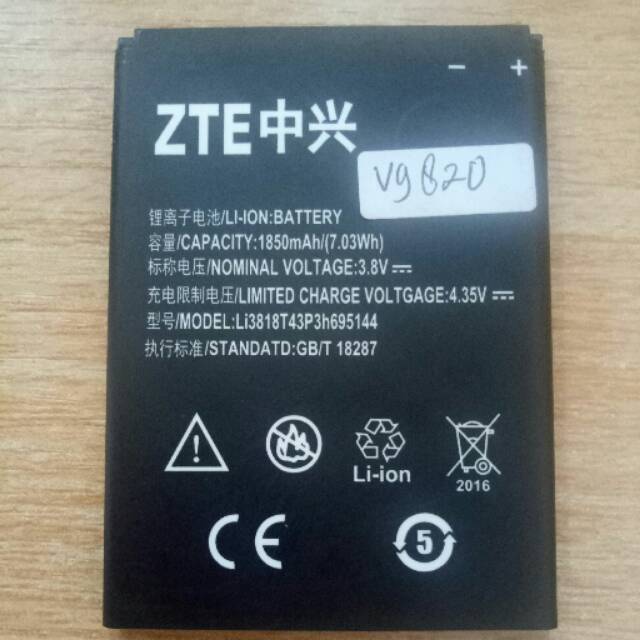 − +
ZTE中兴
V9 820
锂离子电池/LI-ION:BATTERY
容量/CAPACITY:1850mAh/(7.03Wh)
标称电压/NOMINAL VOLTAGE:3.8V
充电限制电压/LIMITED CHARGE VOLTGAGE:4.35V
型号/MODEL:Li3818T43P3h695144
执行标准/STANDATD:GB/T 18287
Li-ion
2016
CE
5